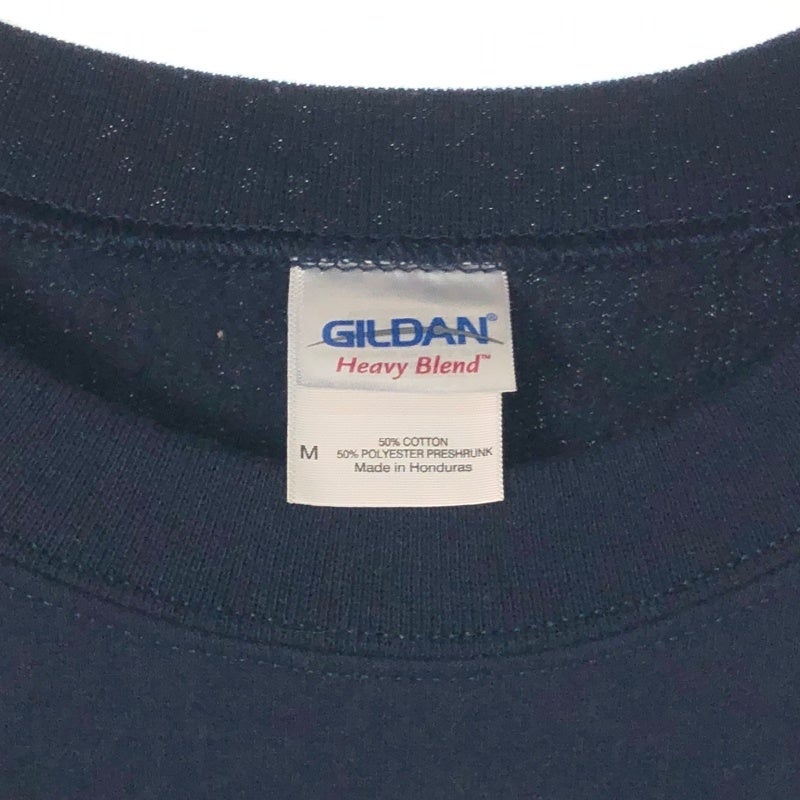 GILDAN®
Heavy Blend™
M
50% COTTON
50% POLYESTER PRESHRUNK
Made in Honduras